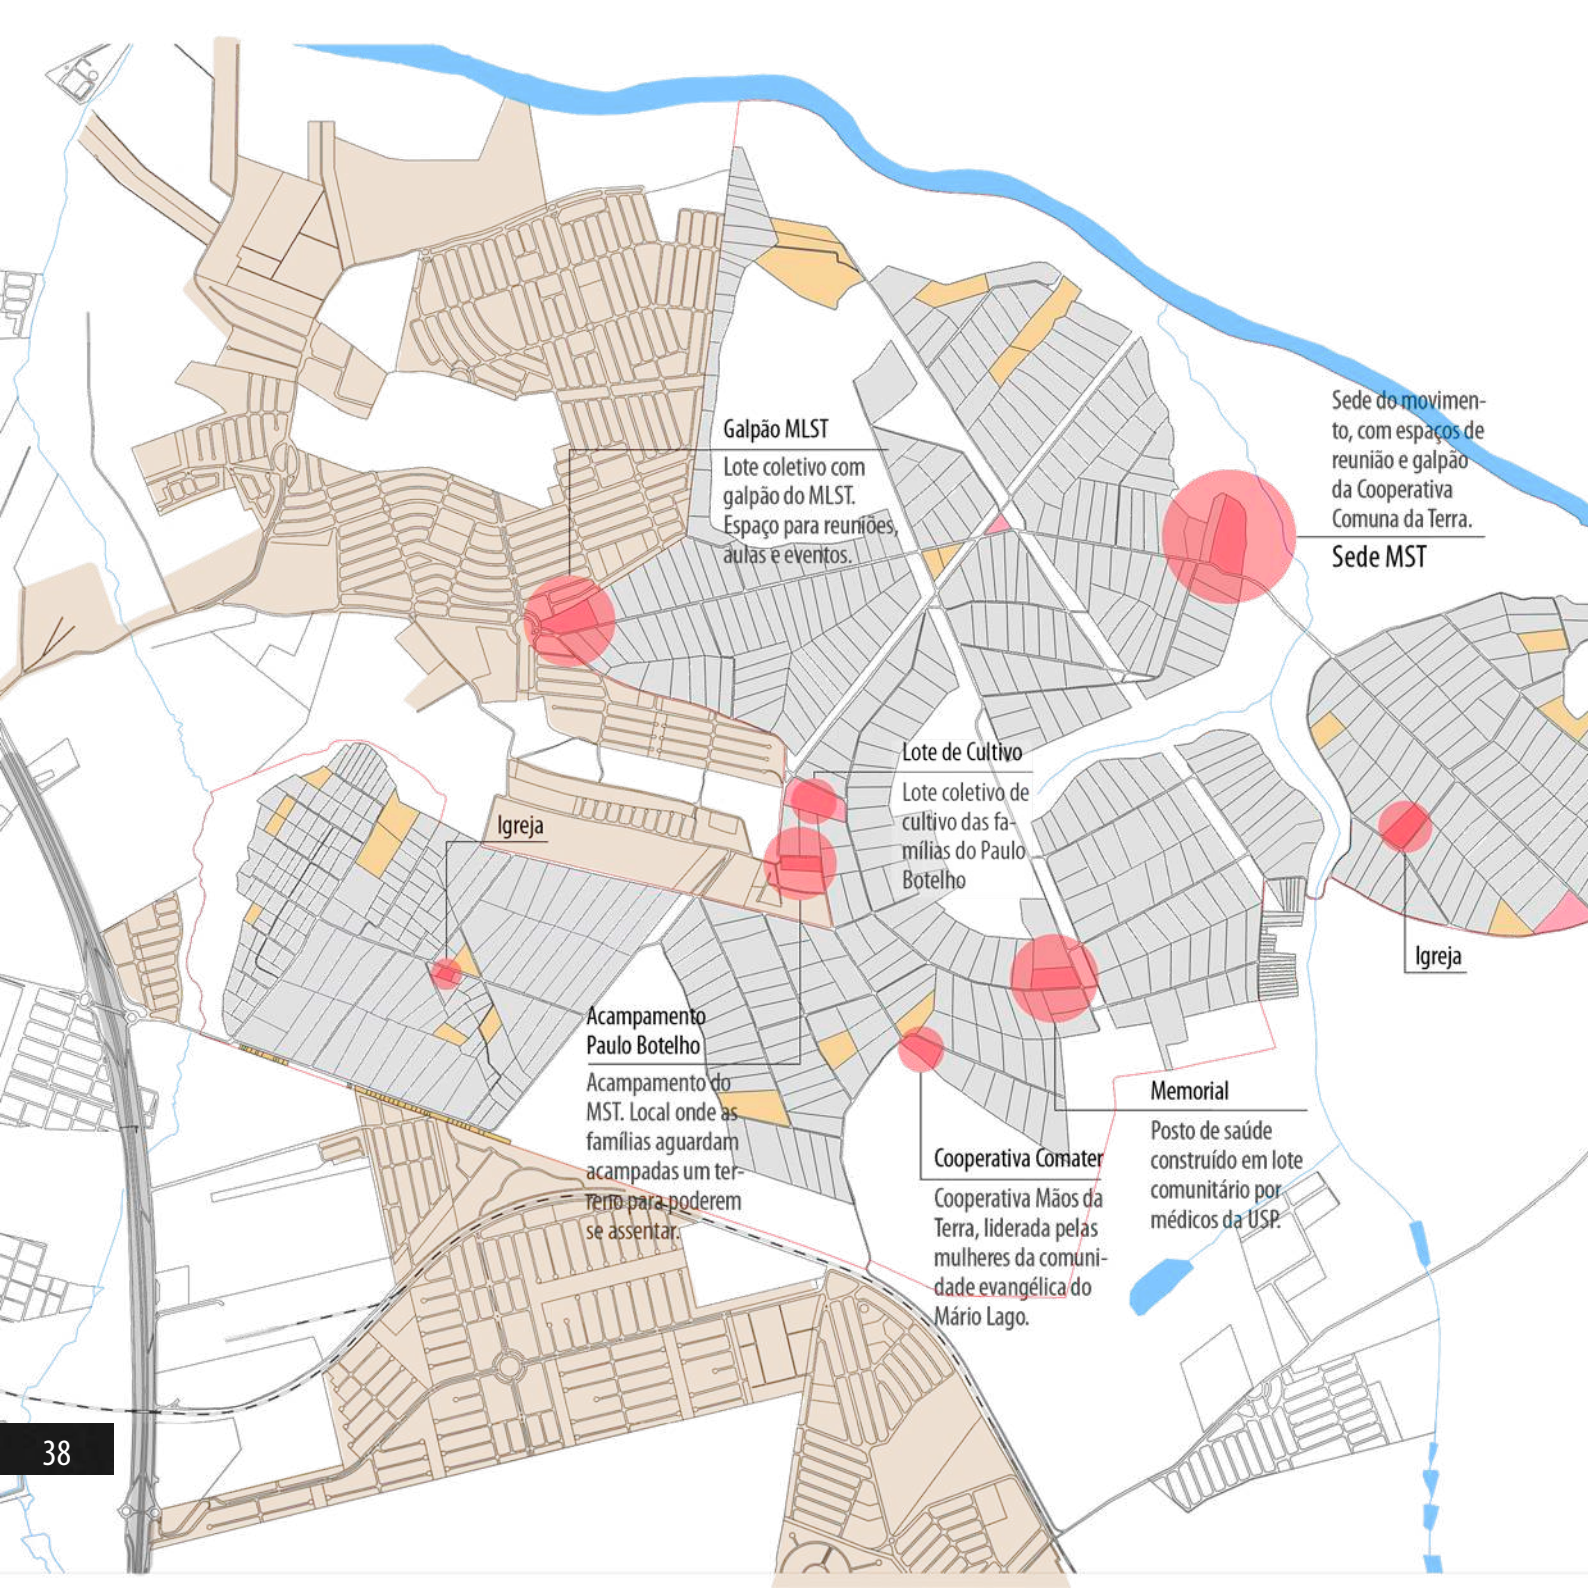 Galpão MLST
Lote coletivo com
galpão do MLST.
Espaço para reuniões,
aulas e eventos.
Sede do movimen-
to, com espaços de
reunião e galpão
da Cooperativa
Comuna da Terra.
Sede MST
Lote de Cultivo
Lote coletivo de
cultivo das fa-
mílias do Paulo
Botelho
Igreja
Igreja
Acampamento
Paulo Botelho
Acampamento do
MST. Local onde as
famílias aguardam
acampadas um ter-
reno para poderem
se assentar.
Memorial
Posto de saúde
construído em lote
comunitário por
médicos da USP.
Cooperativa Comater
Cooperativa Mãos da
Terra, liderada pelas
mulheres da comuni-
dade evangélica do
Mário Lago.
38